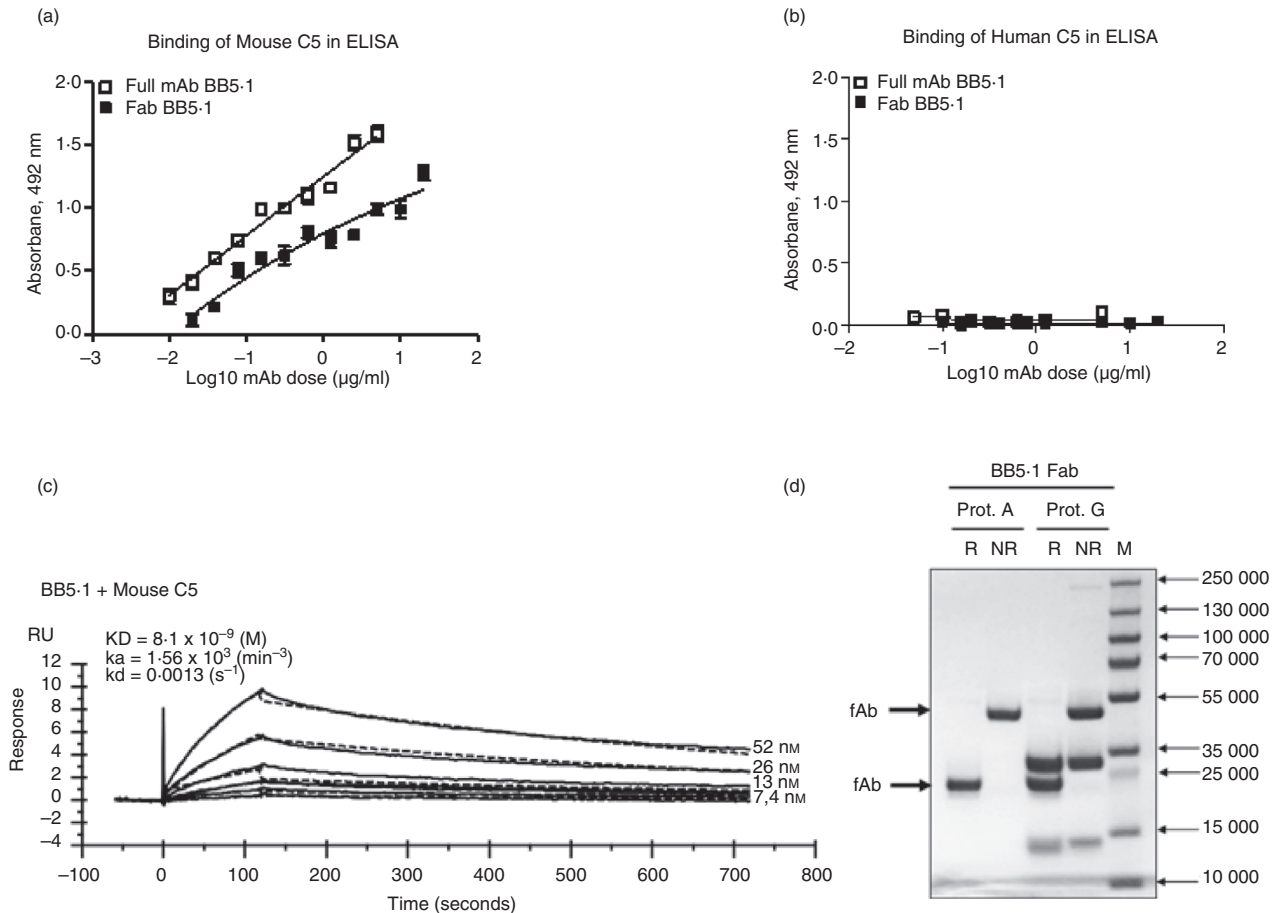 (a)
Binding of Mouse C5 in ELISA
Full mAb BB5·1
Fab BB5·1
Absorbane, 492 nm
2·0
1·5
1·0
0·5
0·0
−3
−2
−1
0
1
2
Log10 mAb dose (µg/ml)
(b)
Binding of Human C5 in ELISA
Full mAb BB5·1
Fab BB5·1
Absorbane, 492 nm
2·0
1·5
1·0
0·5
0·0
−2
−1
0
1
2
Log10 mAb dose (µg/ml)
(c)
BB5·1 + Mouse C5
RU
KD = 8·1 x 10⁻⁹ (M)
ka = 1·56 x 10³ (min⁻³)
kd = 0·0013 (s⁻¹)
Response
12
10
8
6
4
2
0
−2
−4
52 nM
26 nM
13 nM
7,4 nM
−100
0
100
200
300
400
500
600
700
800
Time (seconds)
(d)
BB5·1 Fab
Prot. A
Prot. G
R
NR
R
NR
M
fAb
fAb
250 000
130 000
100 000
70 000
55 000
35 000
25 000
15 000
10 000